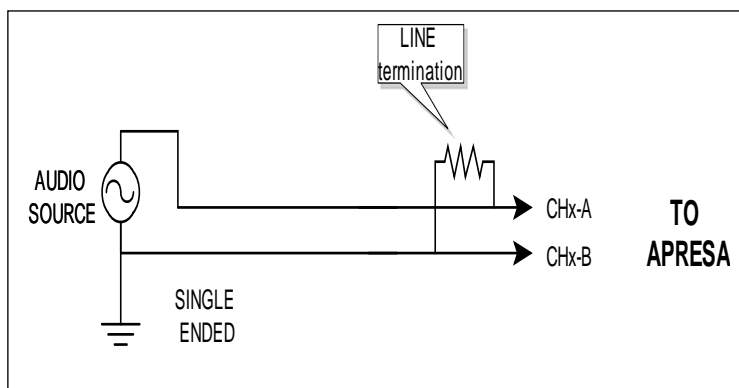 LINE
termination
AUDIO
SOURCE
CHx-A
CHx-B
TO
APRESA
SINGLE
ENDED